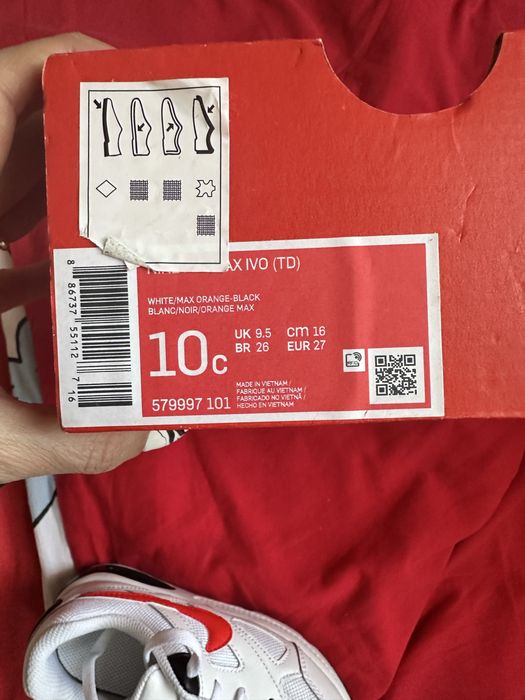 AX IVO (TD)
WHITE/MAX ORANGE-BLACK
BLANC/NOIR/ORANGE MAX
10C
UK 9.5 CM 16
BR 26 EUR 27
579997 101
MADE IN VIETNAM /
FABRIQUE AU VIETNAM /
FABRICADO NO VIETNÃ /
HECHO EN VIETNAM
8 86737 55112 7 16